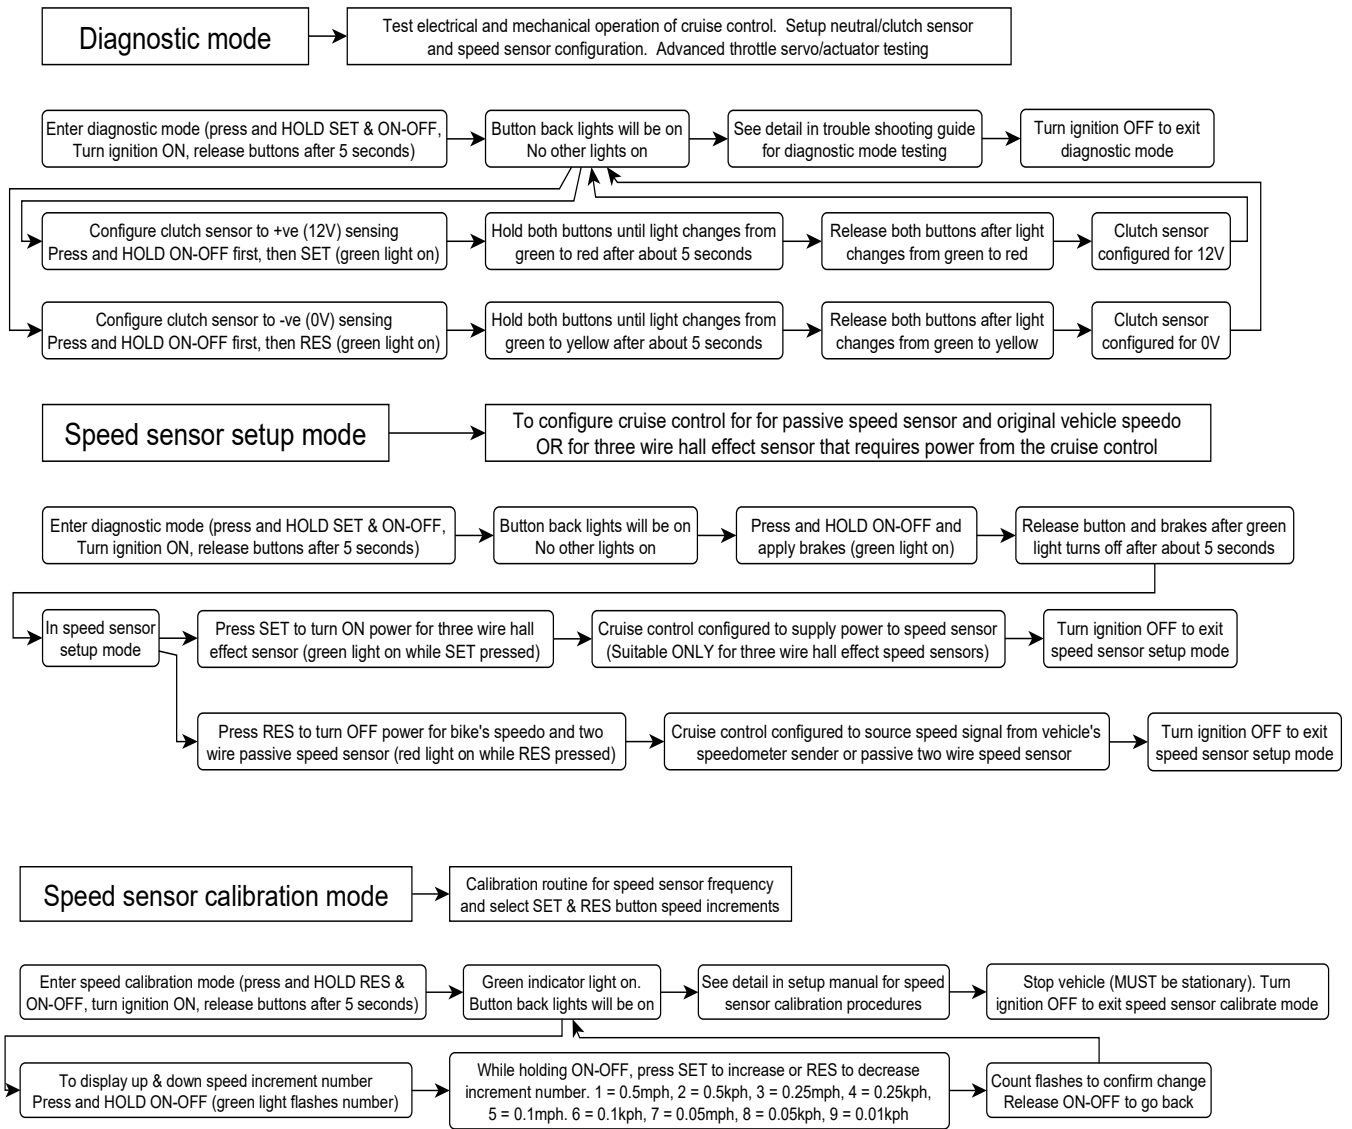 Diagnostic mode
Test electrical and mechanical operation of cruise control. Setup neutral/clutch sensor
and speed sensor configuration. Advanced throttle servo/actuator testing
Enter diagnostic mode (press and HOLD SET & ON-OFF,
Turn ignition ON, release buttons after 5 seconds)
Button back lights will be on
No other lights on
See detail in trouble shooting guide
for diagnostic mode testing
Turn ignition OFF to exit
diagnostic mode
Configure clutch sensor to +ve (12V) sensing
Press and HOLD ON-OFF first, then SET (green light on)
Hold both buttons until light changes from
green to red after about 5 seconds
Release both buttons after light
changes from green to red
Clutch sensor
configured for 12V
Configure clutch sensor to -ve (0V) sensing
Press and HOLD ON-OFF first, then RES (green light on)
Hold both buttons until light changes from
green to yellow after about 5 seconds
Release both buttons after light
changes from green to yellow
Clutch sensor
configured for 0V
Speed sensor setup mode
To configure cruise control for for passive speed sensor and original vehicle speedo
OR for three wire hall effect sensor that requires power from the cruise control
Enter diagnostic mode (press and HOLD SET & ON-OFF,
Turn ignition ON, release buttons after 5 seconds)
Button back lights will be on
No other lights on
Press and HOLD ON-OFF and
apply brakes (green light on)
Release button and brakes after green
light turns off after about 5 seconds
In speed sensor
setup mode
Press SET to turn ON power for three wire hall
effect sensor (green light on while SET pressed)
Cruise control configured to supply power to speed sensor
(Suitable ONLY for three wire hall effect speed sensors)
Turn ignition OFF to exit
speed sensor setup mode
Press RES to turn OFF power for bike's speedo and two
wire passive speed sensor (red light on while RES pressed)
Cruise control configured to source speed signal from vehicle's
speedometer sender or passive two wire speed sensor
Turn ignition OFF to exit
speed sensor setup mode
Speed sensor calibration mode
Calibration routine for speed sensor frequency
and select SET & RES button speed increments
Enter speed calibration mode (press and HOLD RES &
ON-OFF, turn ignition ON, release buttons after 5 seconds)
Green indicator light on.
Button back lights will be on
See detail in setup manual for speed
sensor calibration procedures
Stop vehicle (MUST be stationary). Turn
ignition OFF to exit speed sensor calibrate mode
To display up & down speed increment number
Press and HOLD ON-OFF (green light flashes number)
While holding ON-OFF, press SET to increase or RES to decrease
increment number. 1 = 0.5mph, 2 = 0.5kph, 3 = 0.25mph, 4 = 0.25kph,
5 = 0.1mph. 6 = 0.1kph, 7 = 0.05mph, 8 = 0.05kph, 9 = 0.01kph
Count flashes to confirm change
Release ON-OFF to go back